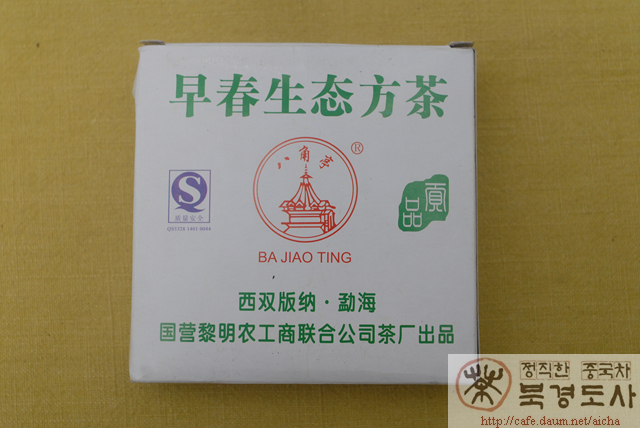 早春生态方茶
八角亭
®
QS
质量安全
贡品
BA JIAO TING
西双版纳·勐海
国营黎明农工商联合公司茶厂出品
정직한 중국차
茶
북경도사
http://cafe.daum.net/aicha